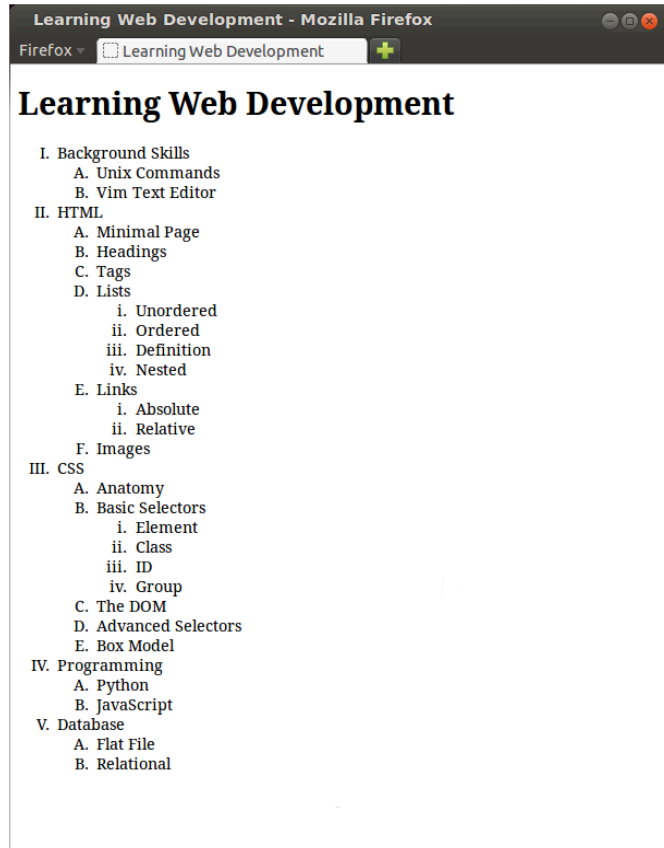 Learning Web Development - Mozilla Firefox
Firefox
Learning Web Development
Learning Web Development
I. Background Skills
A. Unix Commands
B. Vim Text Editor
II. HTML
A. Minimal Page
B. Headings
C. Tags
D. Lists
i. Unordered
ii. Ordered
iii. Definition
iv. Nested
E. Links
i. Absolute
ii. Relative
F. Images
III. CSS
A. Anatomy
B. Basic Selectors
i. Element
ii. Class
iii. ID
iv. Group
C. The DOM
D. Advanced Selectors
E. Box Model
IV. Programming
A. Python
B. JavaScript
V. Database
A. Flat File
B. Relational